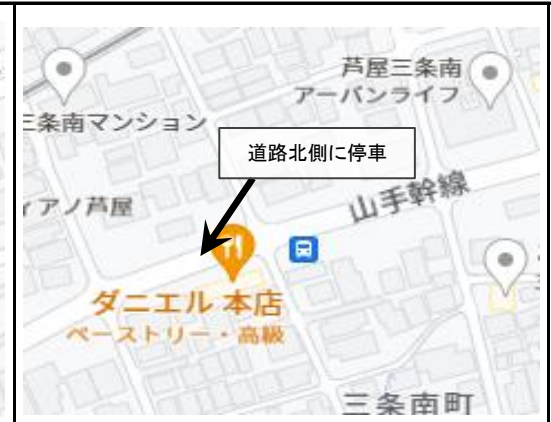 芦屋三条南
アーバンライフ
三条南マンション
道路北側に停車
ィアノ芦屋
山手幹線
ダニエル 本店
ペーストリー・高級
三条南町